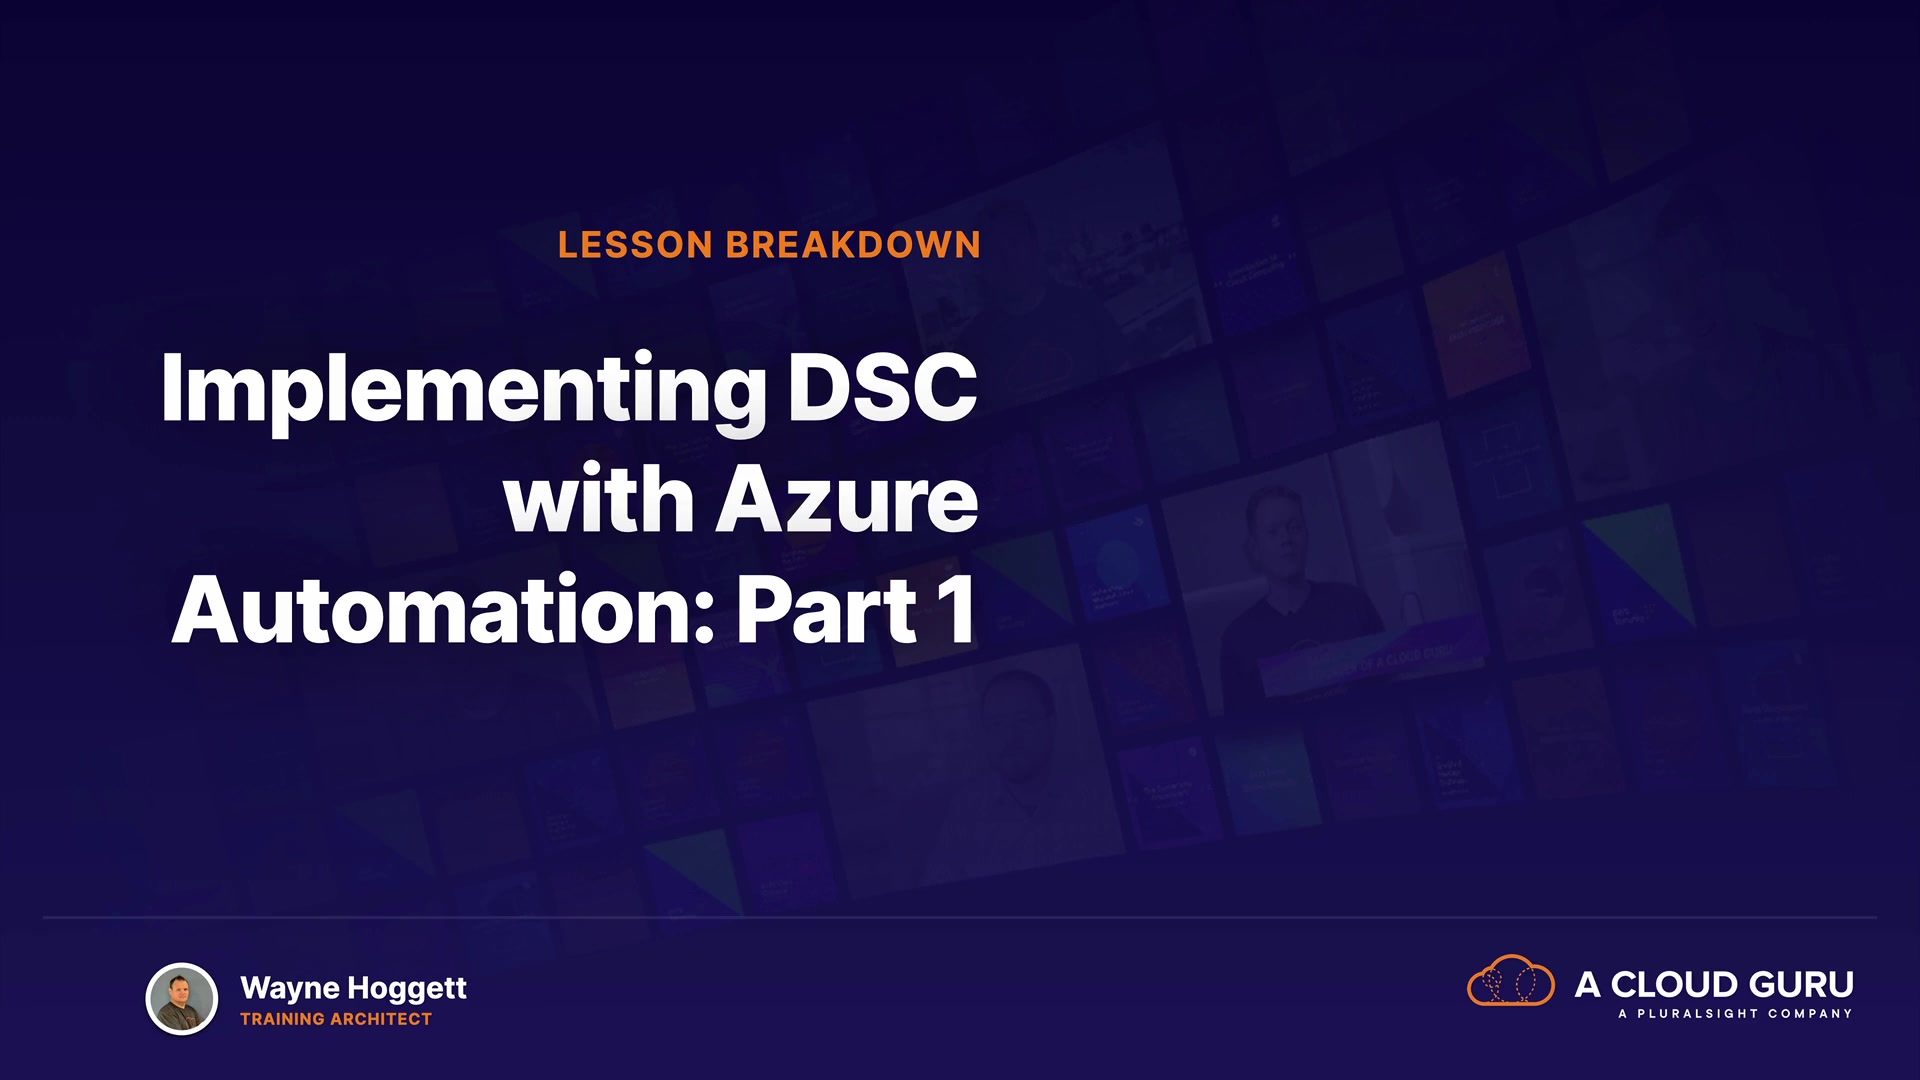 LESSON BREAKDOWN
Implementing DSC
with Azure
Automation: Part 1
Wayne Hoggett
TRAINING ARCHITECT
A CLOUD GURU
A PLURALSIGHT COMPANY